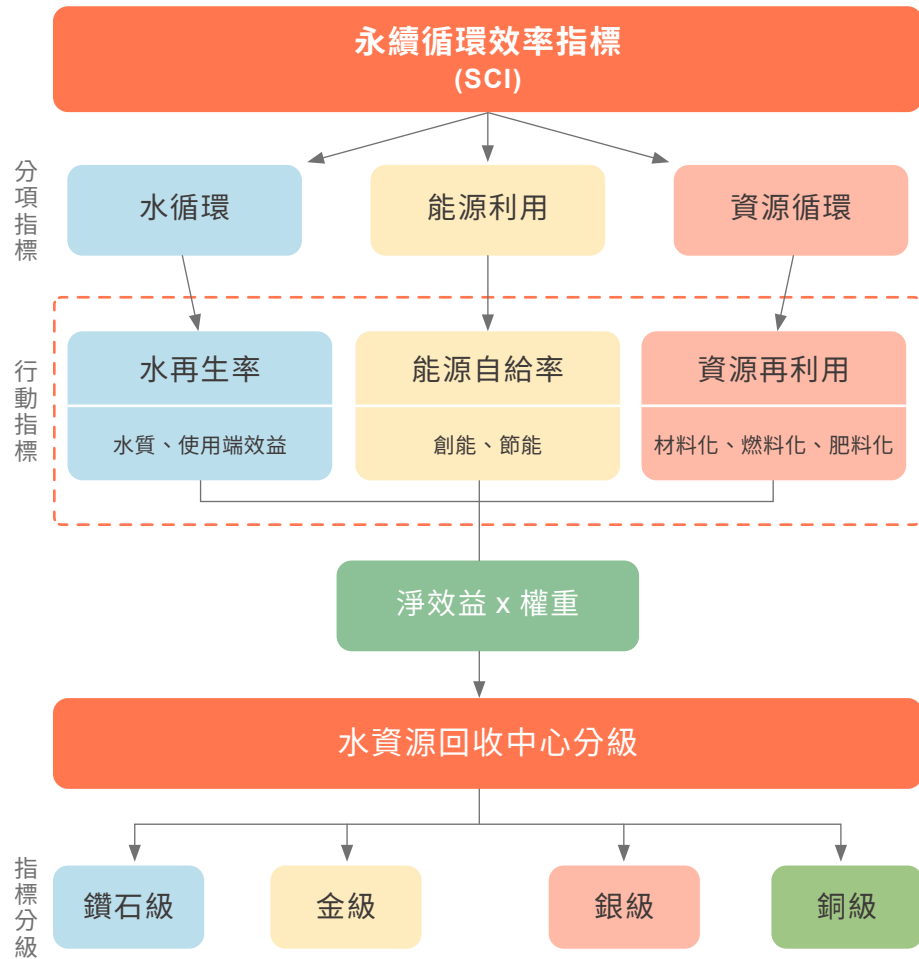 永續循環效率指標
(SCI)
分項指標
水循環
能源利用
資源循環
行動指標
水再生率
能源自給率
資源再利用
水質、使用端效益
創能、節能
材料化、燃料化、肥料化
淨效益 x 權重
水資源回收中心分級
指標分級
鑽石級
金級
銀級
銅級